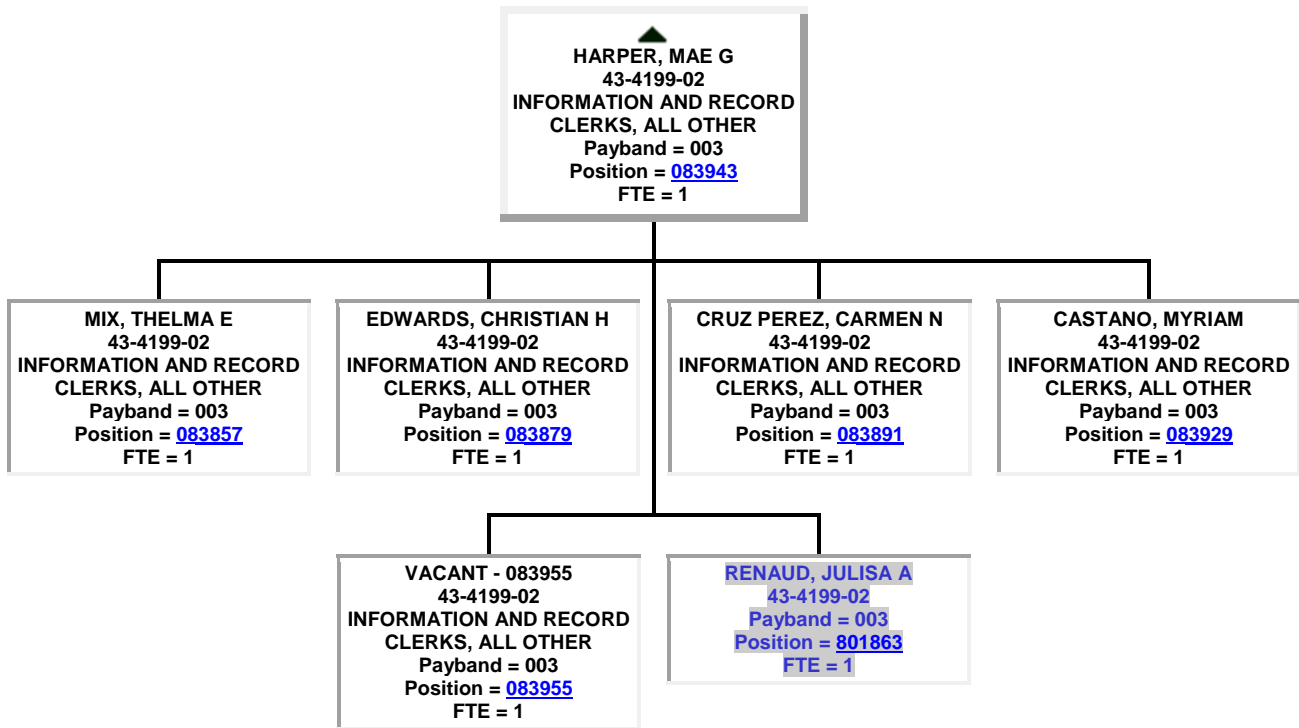 HARPER, MAE G
43-4199-02
INFORMATION AND RECORD
CLERKS, ALL OTHER
Payband = 003
Position = 083943
FTE = 1
MIX, THELMA E
43-4199-02
INFORMATION AND RECORD
CLERKS, ALL OTHER
Payband = 003
Position = 083857
FTE = 1
EDWARDS, CHRISTIAN H
43-4199-02
INFORMATION AND RECORD
CLERKS, ALL OTHER
Payband = 003
Position = 083879
FTE = 1
CRUZ PEREZ, CARMEN N
43-4199-02
INFORMATION AND RECORD
CLERKS, ALL OTHER
Payband = 003
Position = 083891
FTE = 1
CASTANO, MYRIAM
43-4199-02
INFORMATION AND RECORD
CLERKS, ALL OTHER
Payband = 003
Position = 083929
FTE = 1
VACANT - 083955
43-4199-02
INFORMATION AND RECORD
CLERKS, ALL OTHER
Payband = 003
Position = 083955
FTE = 1
RENAUD, JULISA A
43-4199-02
Payband = 003
Position = 801863
FTE = 1